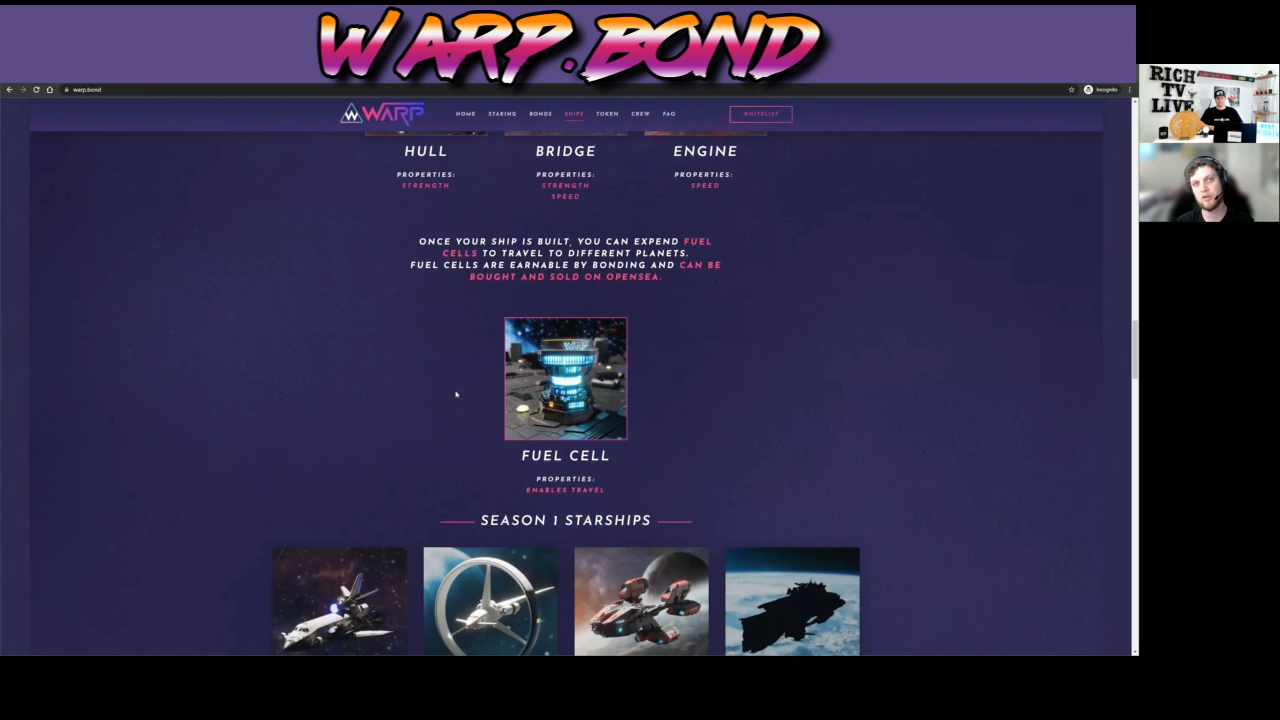 WARP.BOND
warp.bond
Incognito
WARP
HOME STAKING BONDS SHIPS TOKEN CREW FAQ
WHITELIST
HULL BRIDGE ENGINE
PROPERTIES: PROPERTIES: PROPERTIES:
STRENGTH STRENGTH SPEED
SPEED
ONCE YOUR SHIP IS BUILT, YOU CAN EXPEND FUEL
CELLS TO TRAVEL TO DIFFERENT PLANETS.
FUEL CELLS ARE EARNABLE BY BONDING AND CAN BE
BOUGHT AND SOLD ON OPENSEA.
WARP
FUEL CELL
PROPERTIES:
ENABLES TRAVEL
SEASON 1 STARSHIPS
RICH
TV
LIVE